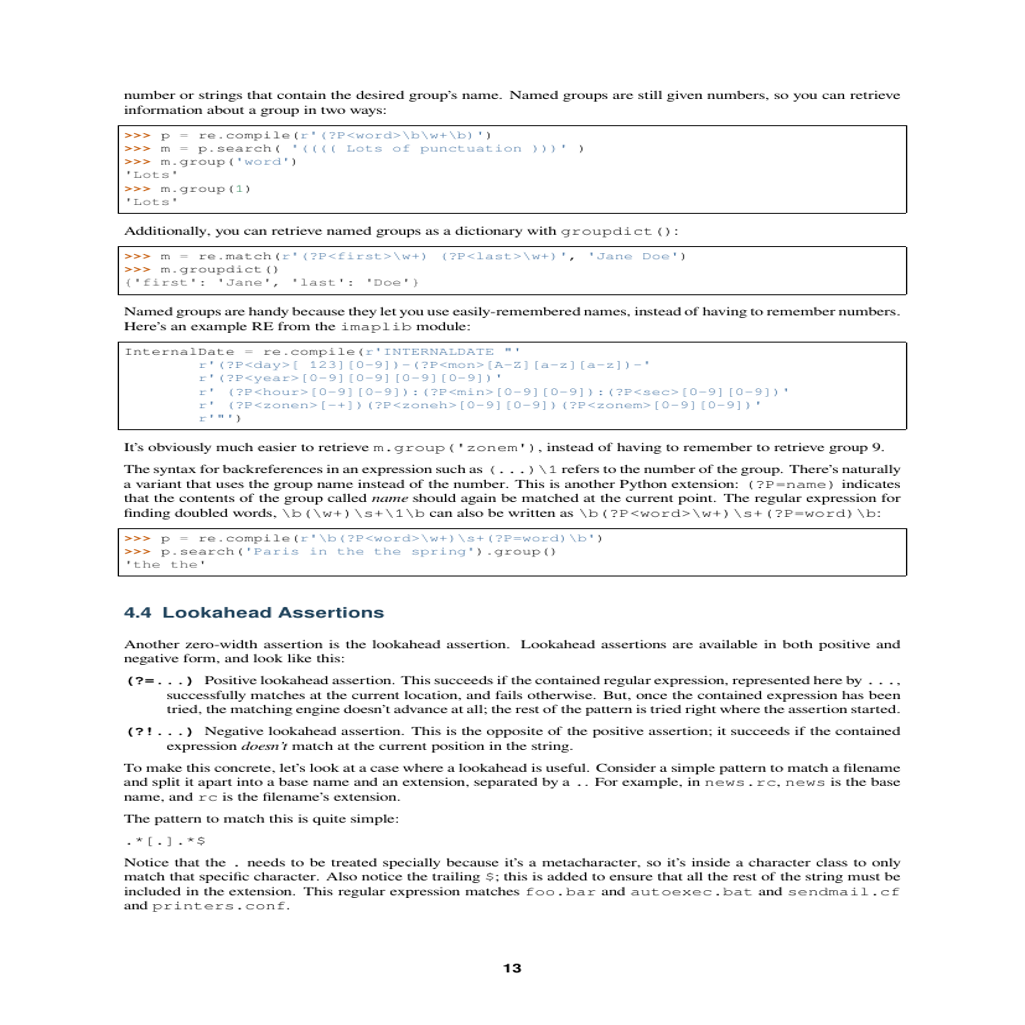 number or strings that contain the desired group's name. Named groups are still given numbers, so you can retrieve
information about a group in two ways:
>>> p = re.compile(r'(?P<word>\b\w+\b)')
>>> m = p.search( '(((( Lots of punctuation )))' )
>>> m.group('word')
'Lots'
>>> m.group(1)
'Lots'
Additionally, you can retrieve named groups as a dictionary with groupdict():
>>> m = re.match(r'(?P<first>\w+) (?P<last>\w+)', 'Jane Doe')
>>> m.groupdict()
{'first': 'Jane', 'last': 'Doe'}
Named groups are handy because they let you use easily-remembered names, instead of having to remember numbers.
Here's an example RE from the imaplib module:
InternalDate = re.compile(r'INTERNALDATE "'
        r'(?P<day>[ 123][0-9])-(?P<mon>[A-Z][a-z][a-z])-'
        r'(?P<year>[0-9][0-9][0-9][0-9])'
        r' (?P<hour>[0-9][0-9]):(?P<min>[0-9][0-9]):(?P<sec>[0-9][0-9])'
        r' (?P<zonen>[-+])(?P<zoneh>[0-9][0-9])(?P<zonem>[0-9][0-9])'
        r'"')
It's obviously much easier to retrieve m.group('zonem'), instead of having to remember to retrieve group 9.
The syntax for backreferences in an expression such as (...)\1 refers to the number of the group. There's naturally
a variant that uses the group name instead of the number. This is another Python extension: (?P=name) indicates
that the contents of the group called name should again be matched at the current point. The regular expression for
finding doubled words, \b(\w+)\s+\1\b can also be written as \b(?P<word>\w+)\s+(?P=word)\b:
>>> p = re.compile(r'\b(?P<word>\w+)\s+(?P=word)\b')
>>> p.search('Paris in the the spring').group()
'the the'
4.4 Lookahead Assertions
Another zero-width assertion is the lookahead assertion. Lookahead assertions are available in both positive and
negative form, and look like this:
(?=...) Positive lookahead assertion. This succeeds if the contained regular expression, represented here by ...,
successfully matches at the current location, and fails otherwise. But, once the contained expression has been
tried, the matching engine doesn't advance at all; the rest of the pattern is tried right where the assertion started.
(?!...) Negative lookahead assertion. This is the opposite of the positive assertion; it succeeds if the contained
expression doesn't match at the current position in the string.
To make this concrete, let's look at a case where a lookahead is useful. Consider a simple pattern to match a filename
and split it apart into a base name and an extension, separated by a .. For example, in news.rc, news is the base
name, and rc is the filename's extension.
The pattern to match this is quite simple:
.*[.].*$
Notice that the . needs to be treated specially because it's a metacharacter, so it's inside a character class to only
match that specific character. Also notice the trailing $; this is added to ensure that all the rest of the string must be
included in the extension. This regular expression matches foo.bar and autoexec.bat and sendmail.cf
and printers.conf.
13